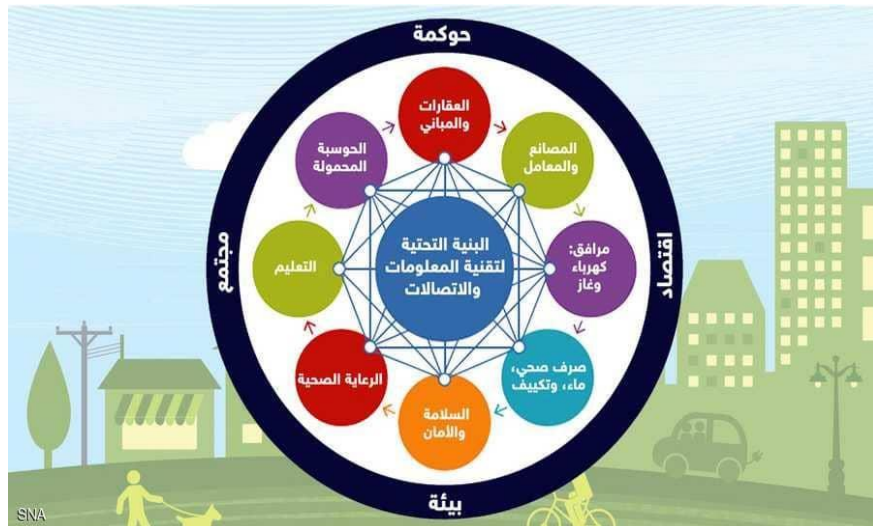 حوكمة
العقارات
والمباني
المصانع
والمعامل
مرافق:
كهرباء
وغاز
صرف صحي،
ماء، وتكييف
السلامة
والأمان
الرعاية الصحية
التعليم
الحوسبة
المحمولة
البنية التحتية
لتقنية المعلومات
والاتصالات
اقتصاد
بيئة
مجتمع
SNA